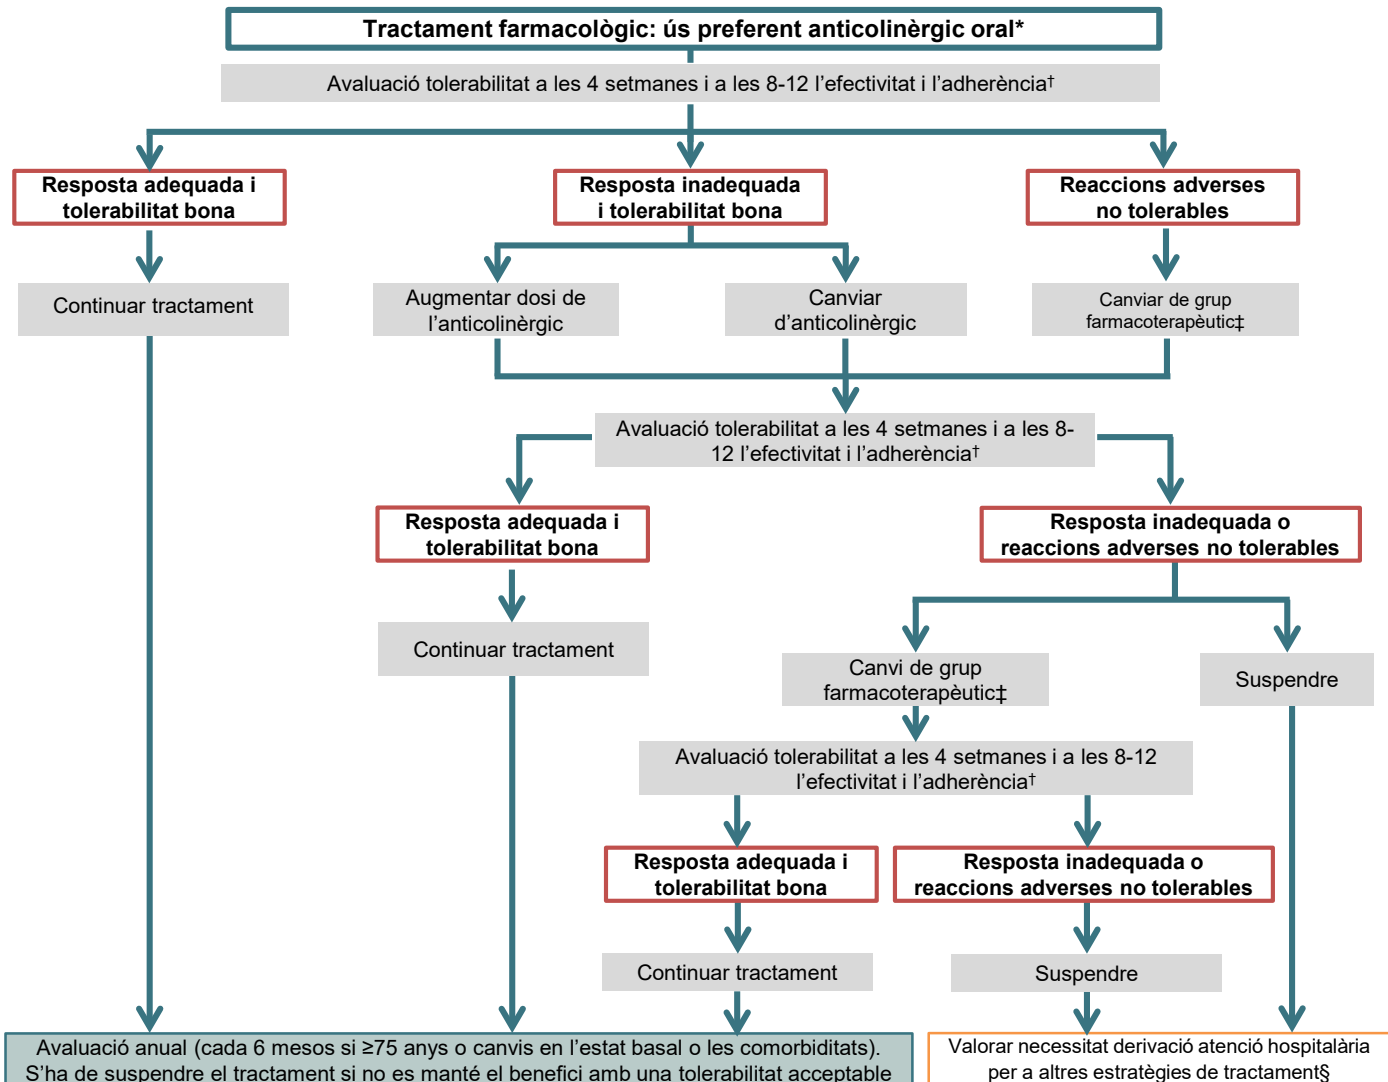 Tractament farmacològic: ús preferent anticolinèrgic oral*
Avaluació tolerabilitat a les 4 setmanes i a les 8-12 l’efectivitat i l’adherència†
Resposta adequada i
tolerabilitat bona
Resposta inadequada
i tolerabilitat bona
Reaccions adverses
no tolerables
Continuar tractament
Augmentar dosi de
l’anticolinèrgic
Canviar
d’anticolinèrgic
Canviar de grup
farmacoterapèutic‡
Avaluació tolerabilitat a les 4 setmanes i a les 8-
12 l’efectivitat i l’adherència†
Resposta adequada i
tolerabilitat bona
Resposta inadequada o
reaccions adverses no tolerables
Continuar tractament
Canvi de grup
farmacoterapèutic‡
Suspendre
Avaluació tolerabilitat a les 4 setmanes i a les 8-12
l’efectivitat i l’adherència†
Resposta adequada i
tolerabilitat bona
Resposta inadequada o
reaccions adverses no tolerables
Continuar tractament
Suspendre
Avaluació anual (cada 6 mesos si ≥75 anys o canvis en l’estat basal o les comorbiditats).
S’ha de suspendre el tractament si no es manté el benefici amb una tolerabilitat acceptable
Valorar necessitat derivació atenció hospitalària
per a altres estratègies de tractament§